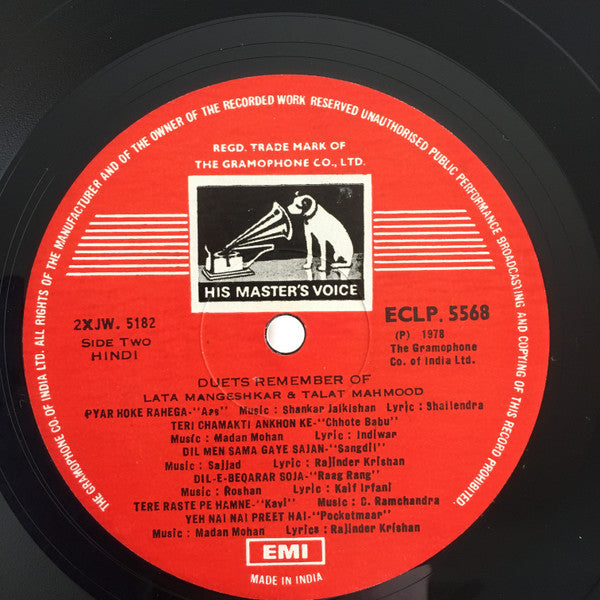 THE GRAMOPHONE CO. OF INDIA LTD. ALL RIGHTS OF THE MANUFACTURER AND OF THE OWNER OF THE RECORDED WORK RESERVED UNAUTHORISED PUBLIC PERFORMANCE BROADCASTING AND COPYING OF THIS RECORD PROHIBITED.
REGD. TRADE MARK OF
THE GRAMOPHONE CO., LTD.
HIS MASTER'S VOICE
2XJW. 5182
Side Two
HINDI
ECLP. 5568
(P) 1978
The Gramophone
Co. of India Ltd.
DUETS REMEMBER OF
LATA MANGESHKAR & TALAT MAHMOOD
PYAR HOKE RAHEGA-"Aas" Music : Shankar Jaikishan Lyric : Shailendra
TERI CHAMAKTI ANKHON KE-"Chhote Babu"
Music : Madan Mohan Lyric : Indiwar
DIL MEN SAMA GAYE SAJAN-"Sangdil"
Music : Sajjad Lyric : Rajinder Krishan
DIL-E-BEQARAR SOJA-"Raag Rang"
Music : Roshan Lyric : Kaif Irfani
TERE RASTE PE HAMNE-"Kavi" Music : C. Ramchandra
YEH NAI NAI PREET HAI-"Pocketmaar"
Music : Madan Mohan Lyrics : Rajinder Krishan
EMI
MADE IN INDIA